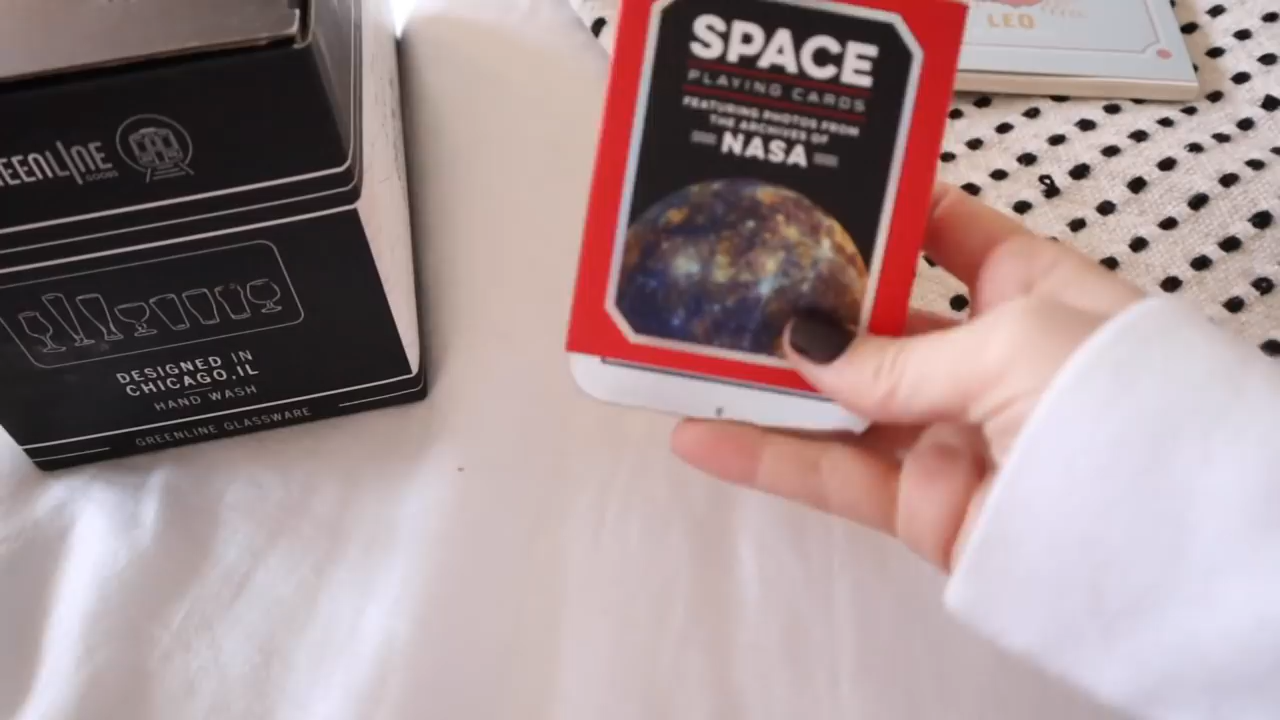 GOODS
DESIGNED IN
CHICAGO, IL
HAND WASH
GREENLINE GLASSWARE
SPACE
PLAYING CARDS
FEATURING PHOTOS FROM
THE ARCHIVES OF
NASA
LEO